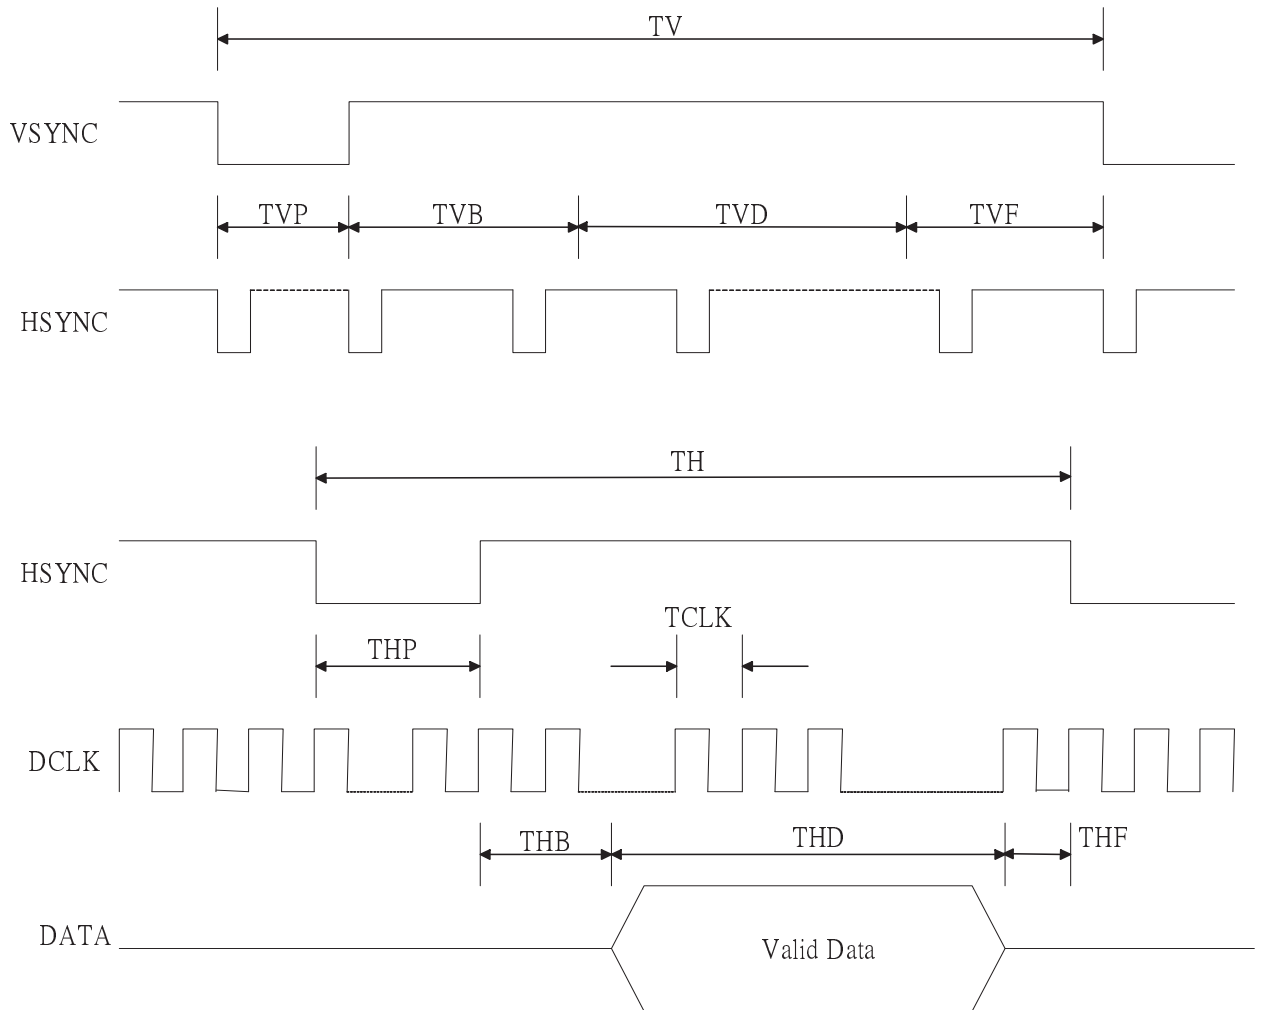 TV
VSYNC
TVP TVB TVD TVF
HSYNC
TH
HSYNC
TCLK
THP
DCLK
THB THD THF
DATA
Valid Data